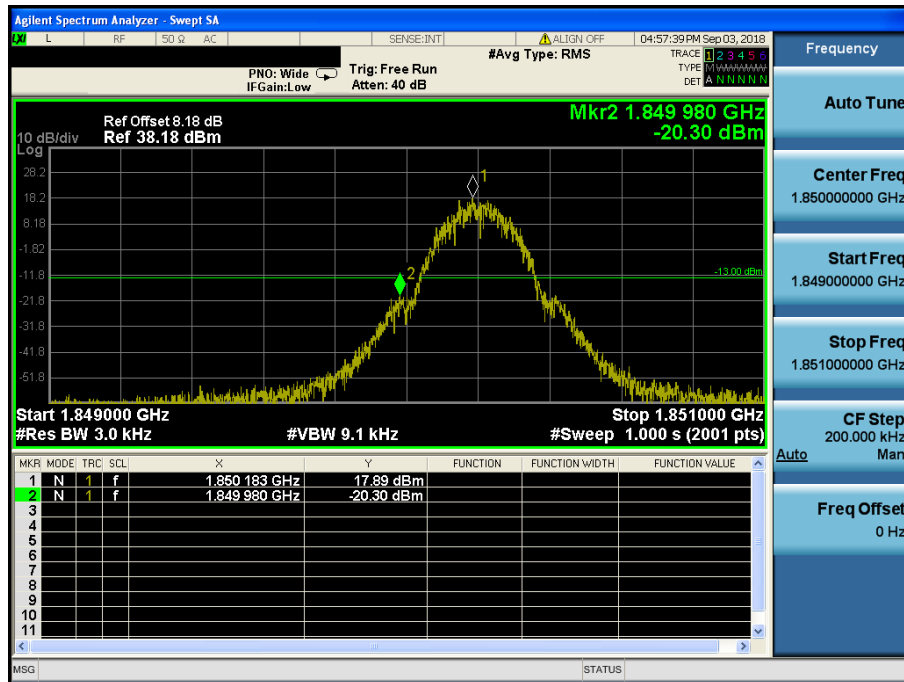 Agilent Spectrum Analyzer - Swept SA
LXI L RF 50 Ω AC SENSE:INT ALIGN OFF 04:57:39 PM Sep 03, 2018
#Avg Type: RMS
TRACE 1 2 3 4 5 6
TYPE M WWWWW
DET A N N N N N
PNO: Wide Trig: Free Run
IFGain:Low Atten: 40 dB
Frequency
Auto Tune
Center Freq
1.850000000 GHz
Start Freq
1.849000000 GHz
Stop Freq
1.851000000 GHz
CF Step
200.000 kHz
Auto Man
Freq Offset
0 Hz
Mkr2 1.849 980 GHz
-20.30 dBm
Ref Offset 8.18 dB
10 dB/div Ref 38.18 dBm
Log
28.2
18.2
8.18
-1.82
-11.8
-21.8
-31.8
-41.8
-51.8
1
2
-13.00 dBm
Start 1.849000 GHz Stop 1.851000 GHz
#Res BW 3.0 kHz #VBW 9.1 kHz #Sweep 1.000 s (2001 pts)
MKR MODE TRC SCL X Y FUNCTION FUNCTION WIDTH FUNCTION VALUE
1 N 1 f 1.850 183 GHz 17.89 dBm
2 N 1 f 1.849 980 GHz -20.30 dBm
3
4
5
6
7
8
9
10
11
MSG STATUS